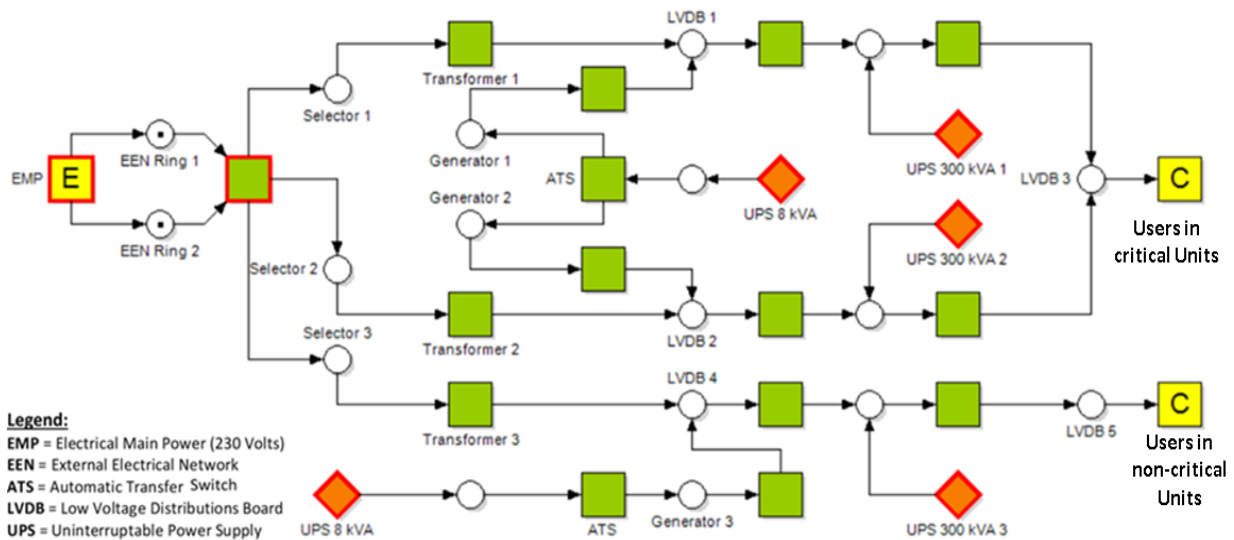 LVDB 1
Transformer 1
Selector 1
EMP
E
EEN Ring 1
Generator 1
UPS 300 kVA 1
ATS
UPS 8 kVA
LVDB 3
C
Users in
critical Units
Generator 2
EEN Ring 2
Selector 2
UPS 300 kVA 2
Selector 3
Transformer 2
LVDB 2
LVDB 4
C
Transformer 3
LVDB 5
Users in
non-critical
Units
Legend:
EMP = Electrical Main Power (230 Volts)
EEN = External Electrical Network
ATS = Automatic Transfer Switch
LVDB = Low Voltage Distributions Board
UPS = Uninterruptable Power Supply
UPS 8 kVA
ATS
Generator 3
UPS 300 kVA 3